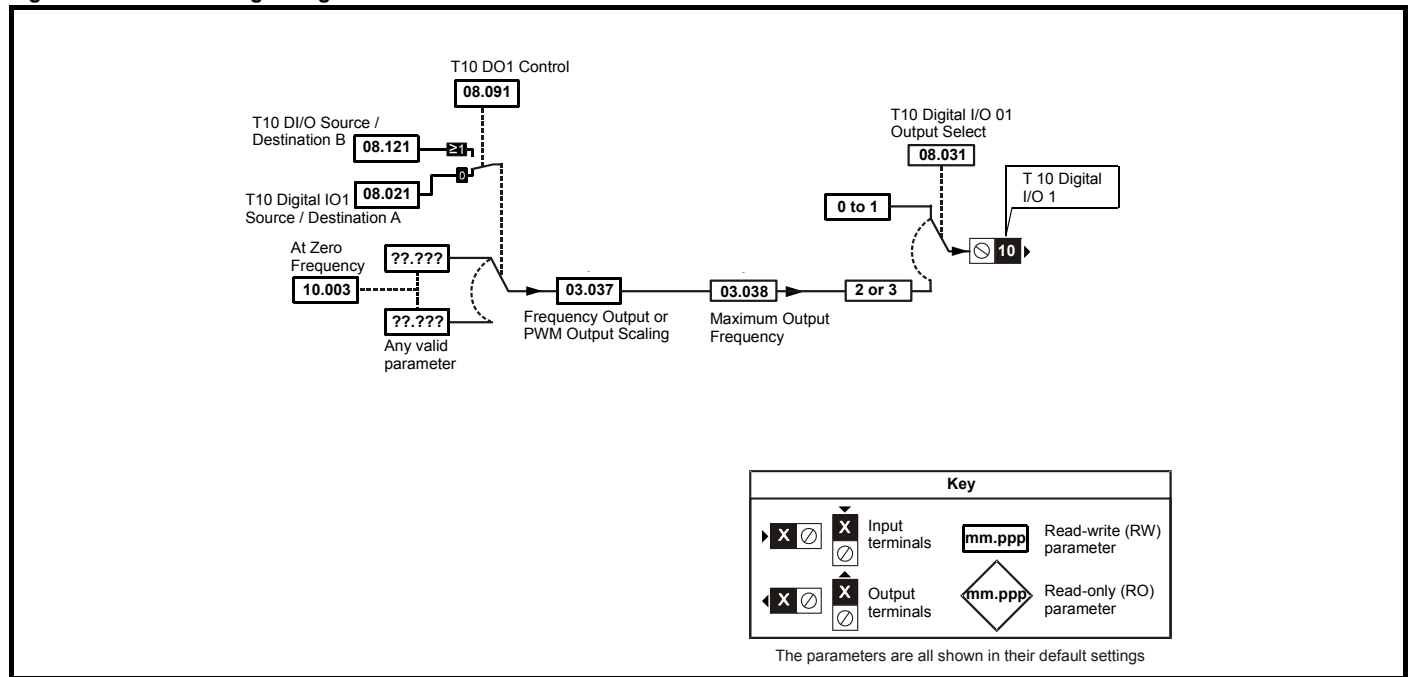 T10 DO1 Control
08.091
T10 DI/O Source /
Destination B
08.121
≥1
0
T10 Digital IO1
Source / Destination A
08.021
At Zero
Frequency
10.003
??.???
??.???
Any valid
parameter
03.037
Frequency Output or
PWM Output Scaling
03.038
Maximum Output
Frequency
0 to 1
2 or 3
T10 Digital I/O 01
Output Select
08.031
T 10 Digital
I/O 1
10
Key
X
X
Input
terminals
mm.ppp
Read-write (RW)
parameter
X
X
Output
terminals
mm.ppp
Read-only (RO)
parameter
The parameters are all shown in their default settings